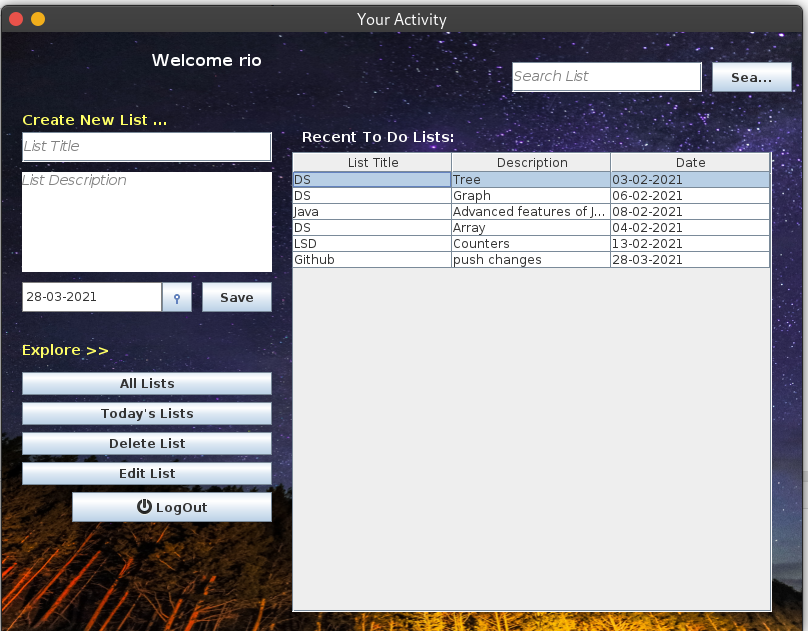 Your Activity
Welcome rio
Search List
Sea...
Create New List ...
List Title
List Description
28-03-2021
Save
Explore >>
All Lists
Today's Lists
Delete List
Edit List
LogOut
Recent To Do Lists:
List Title Description Date
DS Tree 03-02-2021
DS Graph 06-02-2021
Java Advanced features of J... 08-02-2021
DS Array 04-02-2021
LSD Counters 13-02-2021
Github push changes 28-03-2021